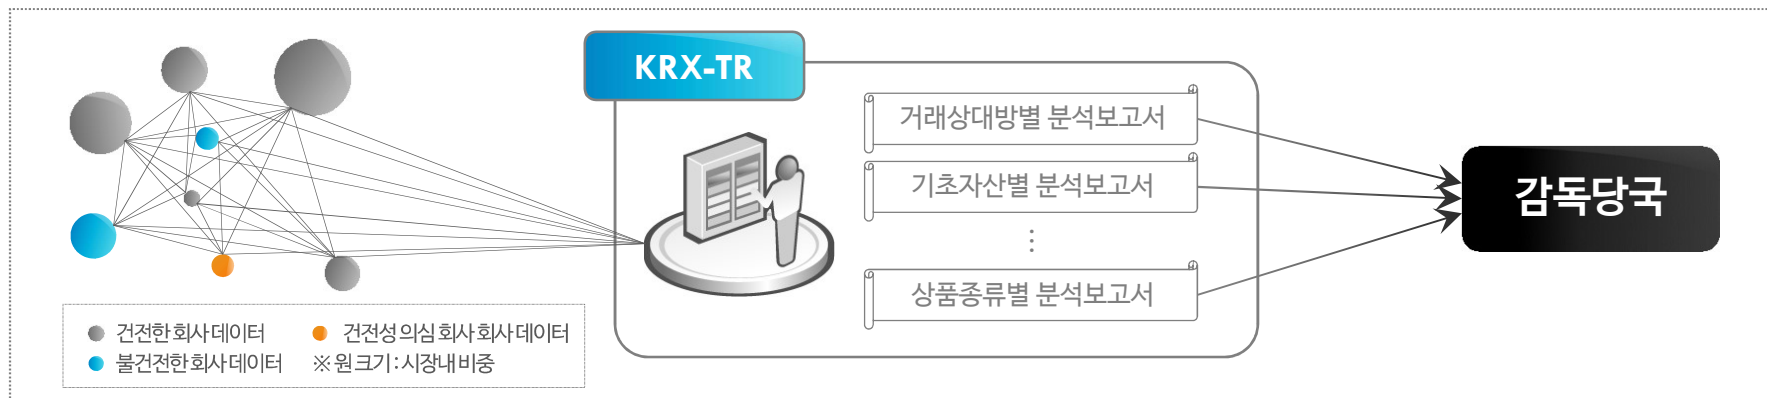 KRX-TR
거래상대방별 분석보고서
기초자산별 분석보고서
⋮
상품종류별 분석보고서
감독당국
건전한 회사 데이터
건전성 의심 회사 회사 데이터
불건전한 회사 데이터
※ 원 크기 : 시장 내 비중